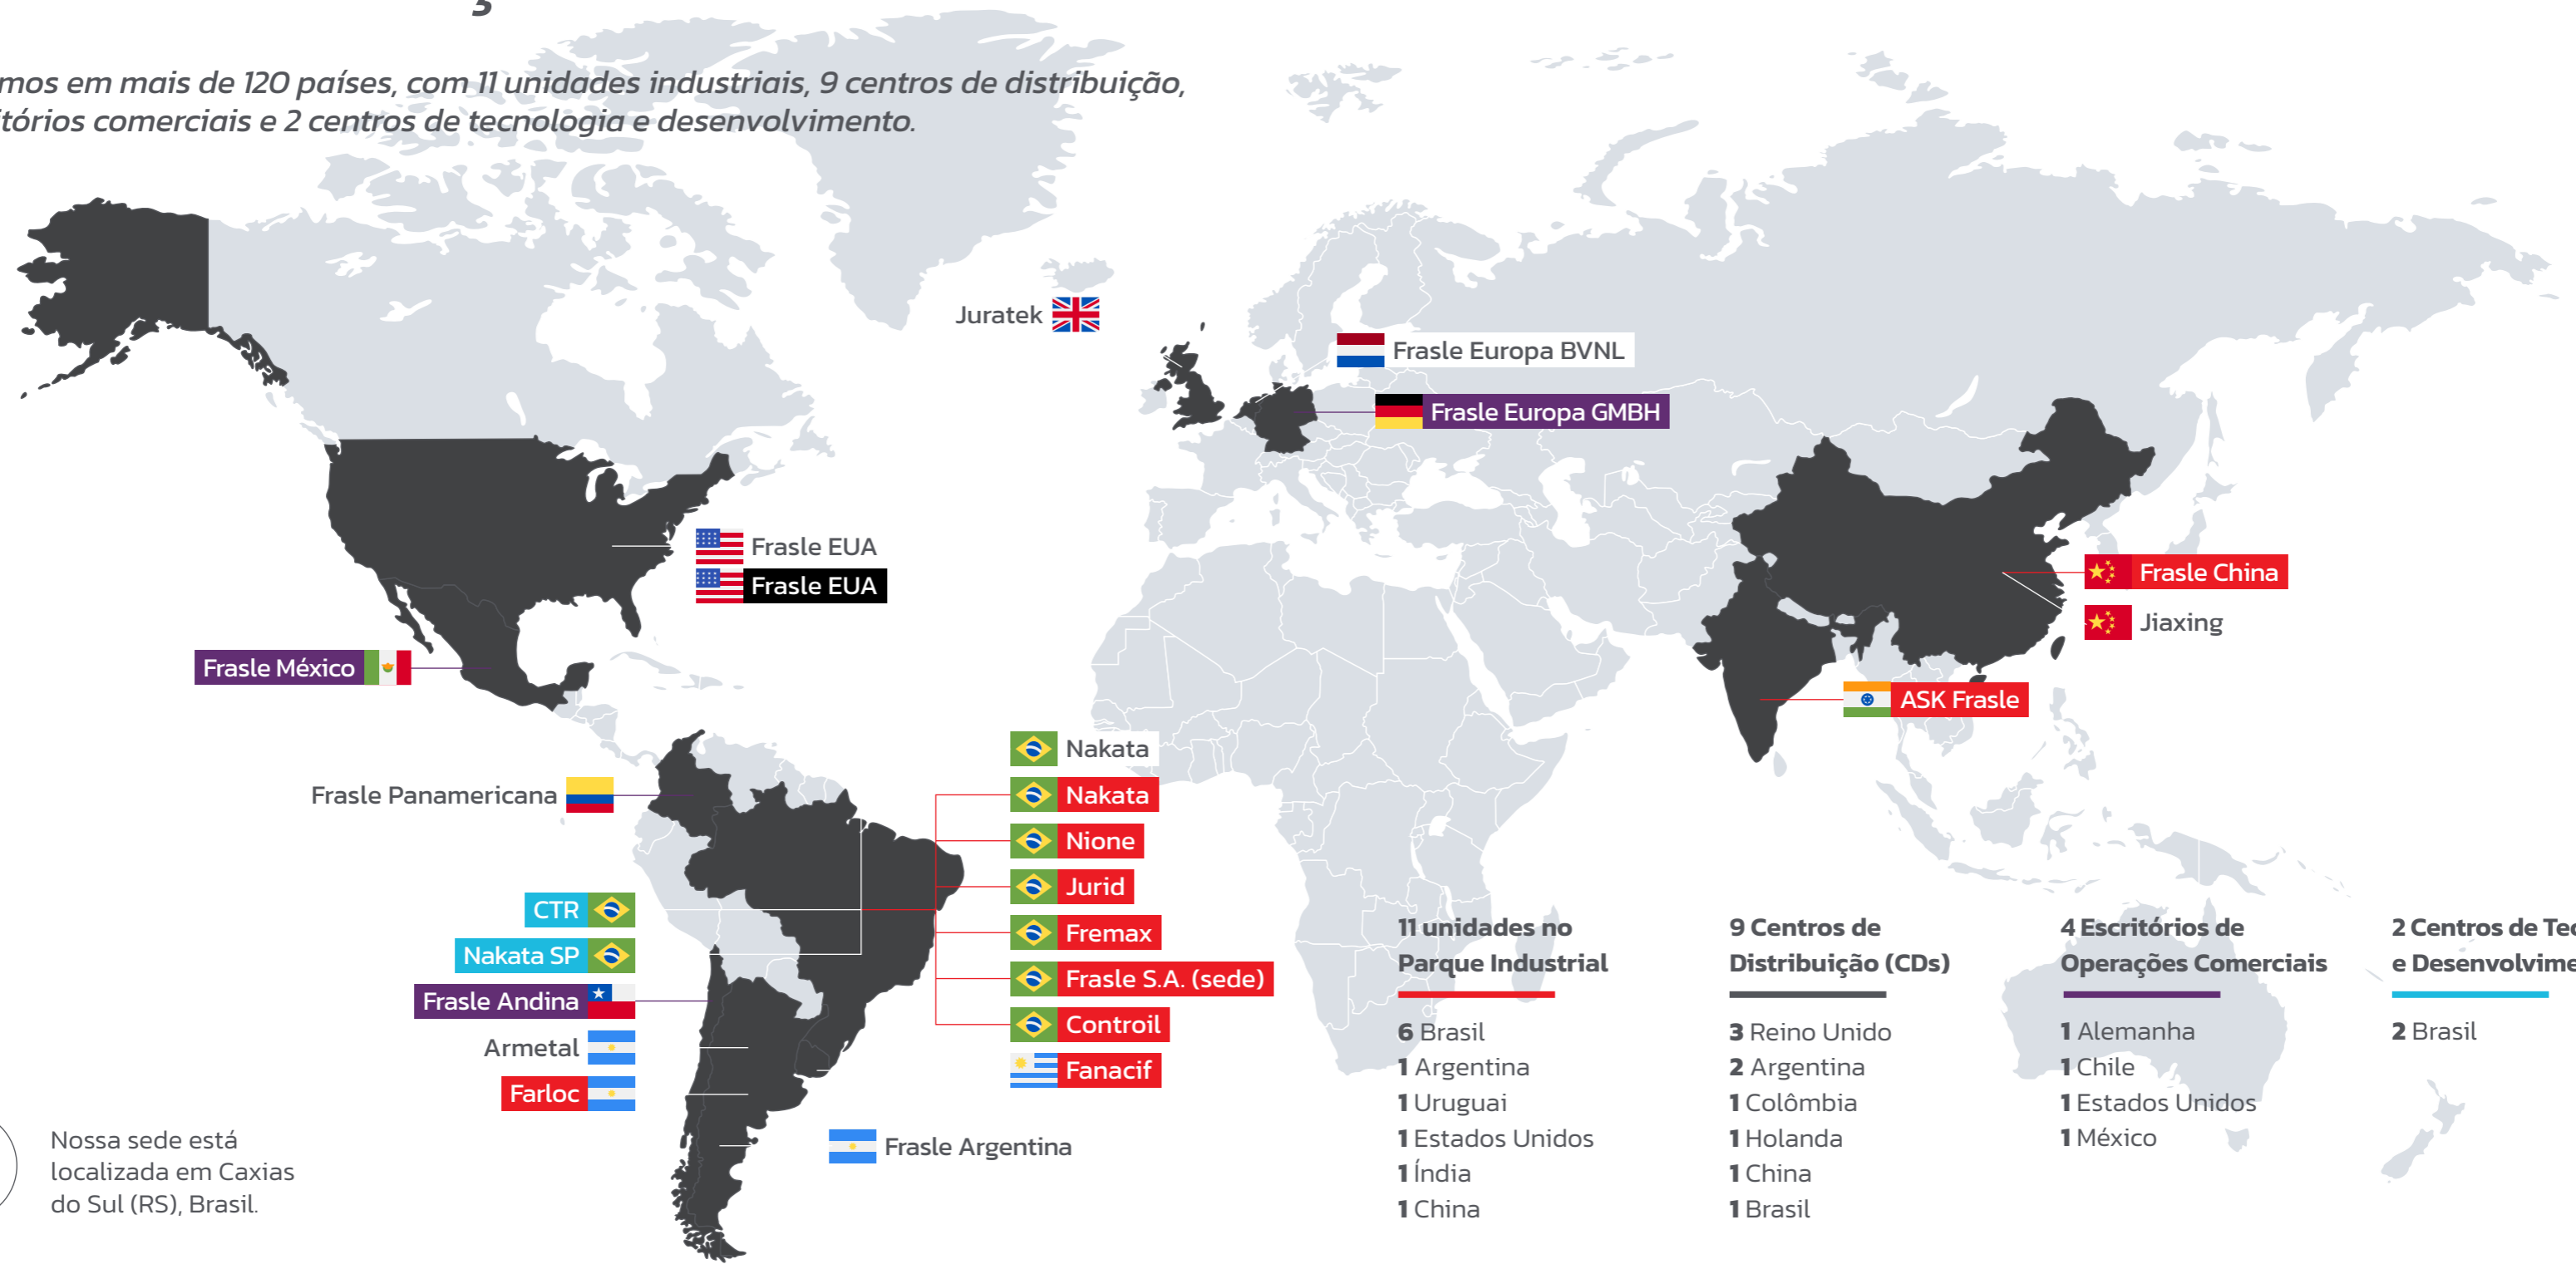 mos em mais de 120 países, com 11 unidades industriais, 9 centros de distribuição,
tórios comerciais e 2 centros de tecnologia e desenvolvimento.
Juratek
Frasle Europa BVNL
Frasle Europa GMBH
Frasle EUA
Frasle EUA
Frasle China
Jiaxing
Frasle México
ASK Frasle
Nakata
Frasle Panamericana
Nakata
Nione
Jurid
CTR
Fremax
Nakata SP
Frasle S.A. (sede)
Frasle Andina
Controil
Armetal
Fanacif
Farloc
Frasle Argentina
Nossa sede está
localizada em Caxias
do Sul (RS), Brasil.
11 unidades no
Parque Industrial
6 Brasil
1 Argentina
1 Uruguai
1 Estados Unidos
1 Índia
1 China
9 Centros de
Distribuição (CDs)
3 Reino Unido
2 Argentina
1 Colômbia
1 Holanda
1 China
1 Brasil
4 Escritórios de
Operações Comerciais
1 Alemanha
1 Chile
1 Estados Unidos
1 México
2 Centros de Tec
e Desenvolvime
2 Brasil